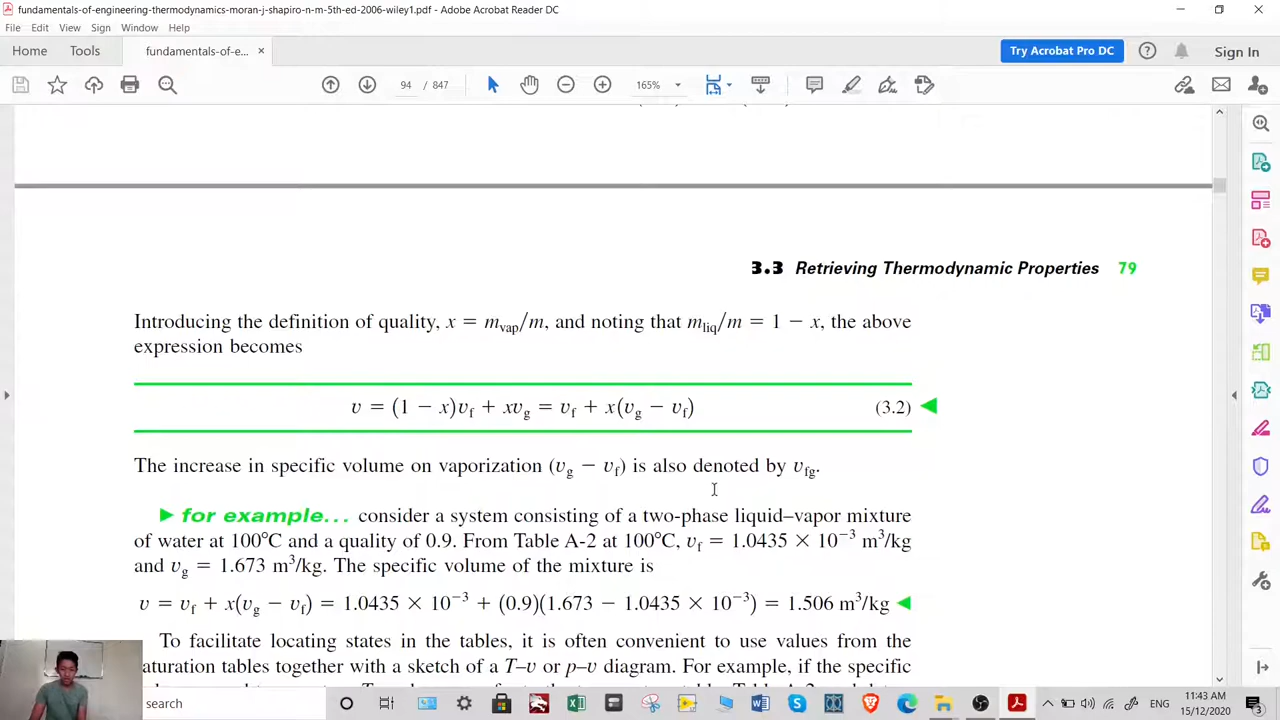 fundamentals-of-engineering-thermodynamics-moran-j-shapiro-n-m-5th-ed-2006-wiley1.pdf - Adobe Acrobat Reader DC
File Edit View Sign Window Help
Home Tools fundamentals-of-e... × Try Acrobat Pro DC Sign In
94 / 847 165%
3.3 Retrieving Thermodynamic Properties 79
Introducing the definition of quality, x = m_vap/m, and noting that m_liq/m = 1 − x, the above
expression becomes
v = (1 − x)v_f + xv_g = v_f + x(v_g − v_f) (3.2)
The increase in specific volume on vaporization (v_g − v_f) is also denoted by v_fg.
for example... consider a system consisting of a two-phase liquid–vapor mixture
of water at 100°C and a quality of 0.9. From Table A-2 at 100°C, v_f = 1.0435 × 10⁻³ m³/kg
and v_g = 1.673 m³/kg. The specific volume of the mixture is
v = v_f + x(v_g − v_f) = 1.0435 × 10⁻³ + (0.9)(1.673 − 1.0435 × 10⁻³) = 1.506 m³/kg
To facilitate locating states in the tables, it is often convenient to use values from the
saturation tables together with a sketch of a T–v or p–v diagram. For example, if the specific
search
ENG
11:43 AM
15/12/2020
3